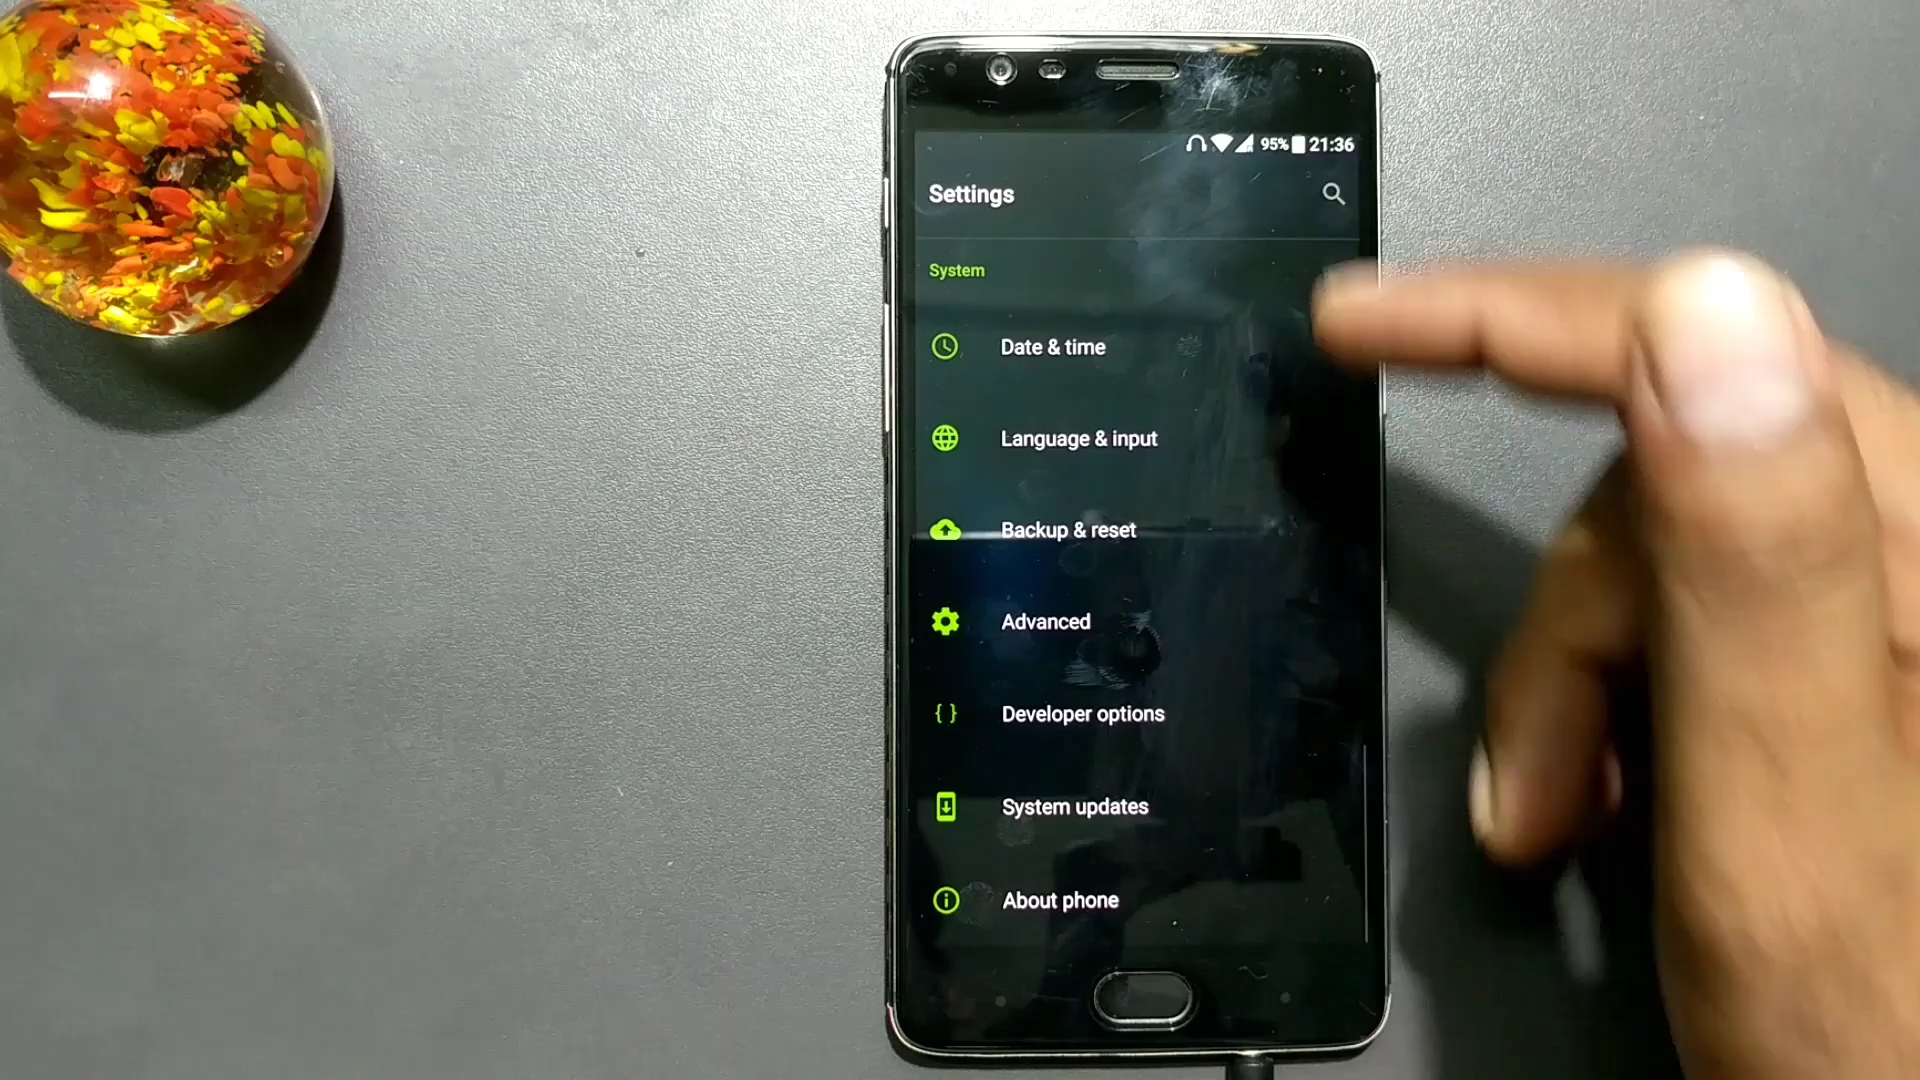 95% 21:36
Settings
System
Date & time
Language & input
Backup & reset
Advanced
Developer options
System updates
About phone